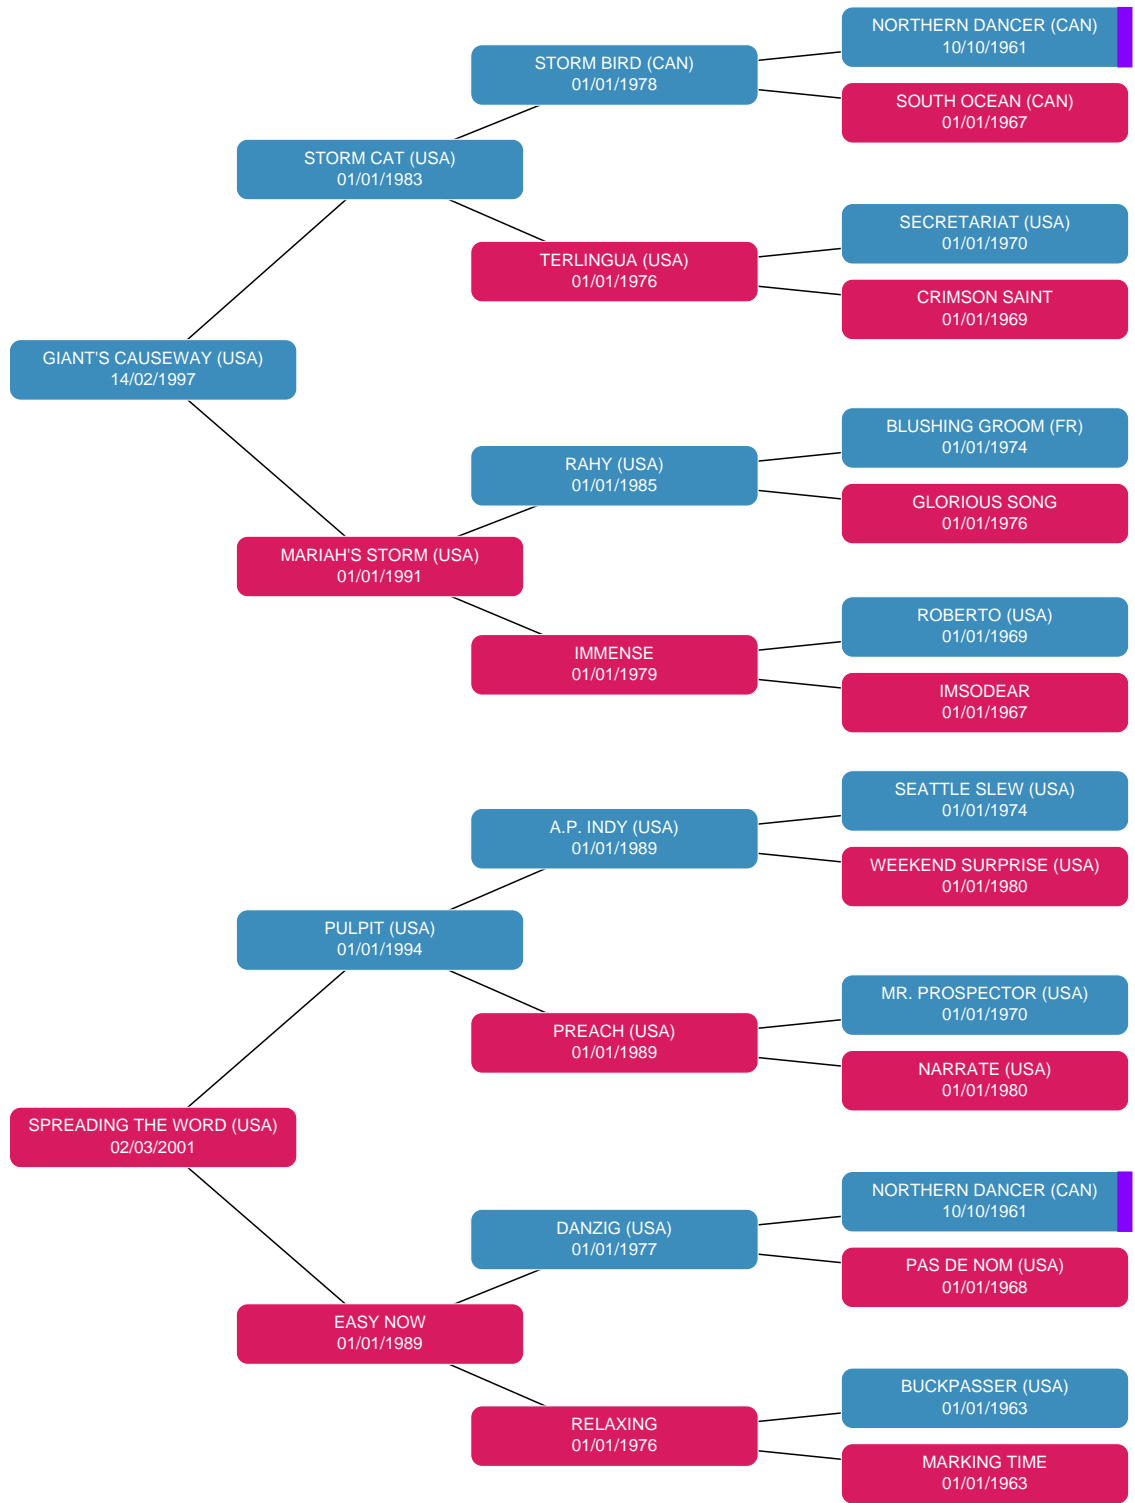 NORTHERN DANCER (CAN)
10/10/1961
STORM BIRD (CAN)
01/01/1978
SOUTH OCEAN (CAN)
01/01/1967
STORM CAT (USA)
01/01/1983
SECRETARIAT (USA)
01/01/1970
TERLINGUA (USA)
01/01/1976
CRIMSON SAINT
01/01/1969
GIANT'S CAUSEWAY (USA)
14/02/1997
BLUSHING GROOM (FR)
01/01/1974
RAHY (USA)
01/01/1985
GLORIOUS SONG
01/01/1976
MARIAH'S STORM (USA)
01/01/1991
ROBERTO (USA)
01/01/1969
IMMENSE
01/01/1979
IMSODEAR
01/01/1967
SEATTLE SLEW (USA)
01/01/1974
A.P. INDY (USA)
01/01/1989
WEEKEND SURPRISE (USA)
01/01/1980
PULPIT (USA)
01/01/1994
MR. PROSPECTOR (USA)
01/01/1970
PREACH (USA)
01/01/1989
NARRATE (USA)
01/01/1980
SPREADING THE WORD (USA)
02/03/2001
NORTHERN DANCER (CAN)
10/10/1961
DANZIG (USA)
01/01/1977
PAS DE NOM (USA)
01/01/1968
EASY NOW
01/01/1989
BUCKPASSER (USA)
01/01/1963
RELAXING
01/01/1976
MARKING TIME
01/01/1963